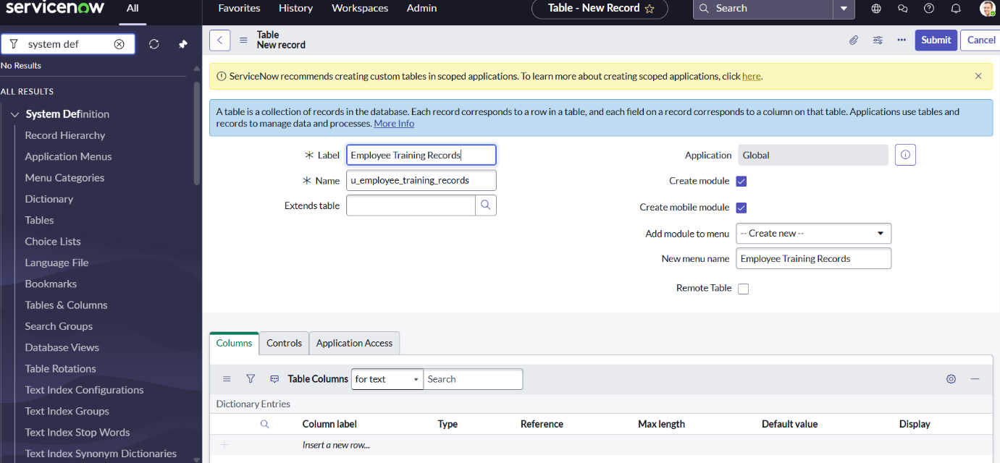 servicenow All Favorites History Workspaces Admin Table - New Record Search
system def
No Results
ALL RESULTS
System Definition
Record Hierarchy
Application Menus
Menu Categories
Dictionary
Tables
Choice Lists
Language File
Bookmarks
Tables & Columns
Search Groups
Database Views
Table Rotations
Text Index Configurations
Text Index Groups
Text Index Stop Words
Text Index Synonym Dictionaries
Table
New record
Submit Cancel
ServiceNow recommends creating custom tables in scoped applications. To learn more about creating scoped applications, click here.
A table is a collection of records in the database. Each record corresponds to a row in a table, and each field on a record corresponds to a column on that table. Applications use tables and
records to manage data and processes. More Info
Label Employee Training Records
Name u_employee_training_records
Extends table
Application Global
Create module
Create mobile module
Add module to menu -- Create new --
New menu name Employee Training Records
Remote Table
Columns Controls Application Access
Table Columns for text Search
Dictionary Entries
Column label Type Reference Max length Default value Display
Insert a new row...